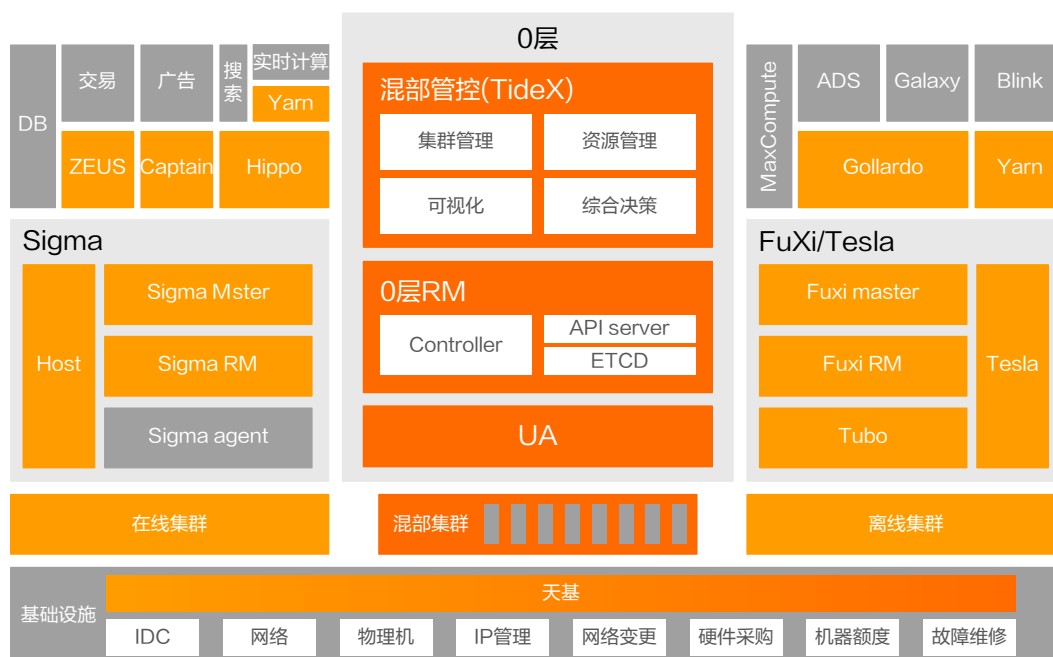 DB
交易
广告
搜
索
实时计算
Yarn
ZEUS
Captain
Hippo
Sigma
Host
Sigma Mster
Sigma RM
Sigma agent
在线集群
0层
混部管控(TideX)
集群管理
资源管理
可视化
综合决策
0层RM
Controller
API server
ETCD
UA
混部集群
MaxCompute
ADS
Galaxy
Blink
Gollardo
Yarn
FuXi/Tesla
Fuxi master
Fuxi RM
Tubo
Tesla
离线集群
基础设施
天基
IDC
网络
物理机
IP管理
网络变更
硬件采购
机器额度
故障维修